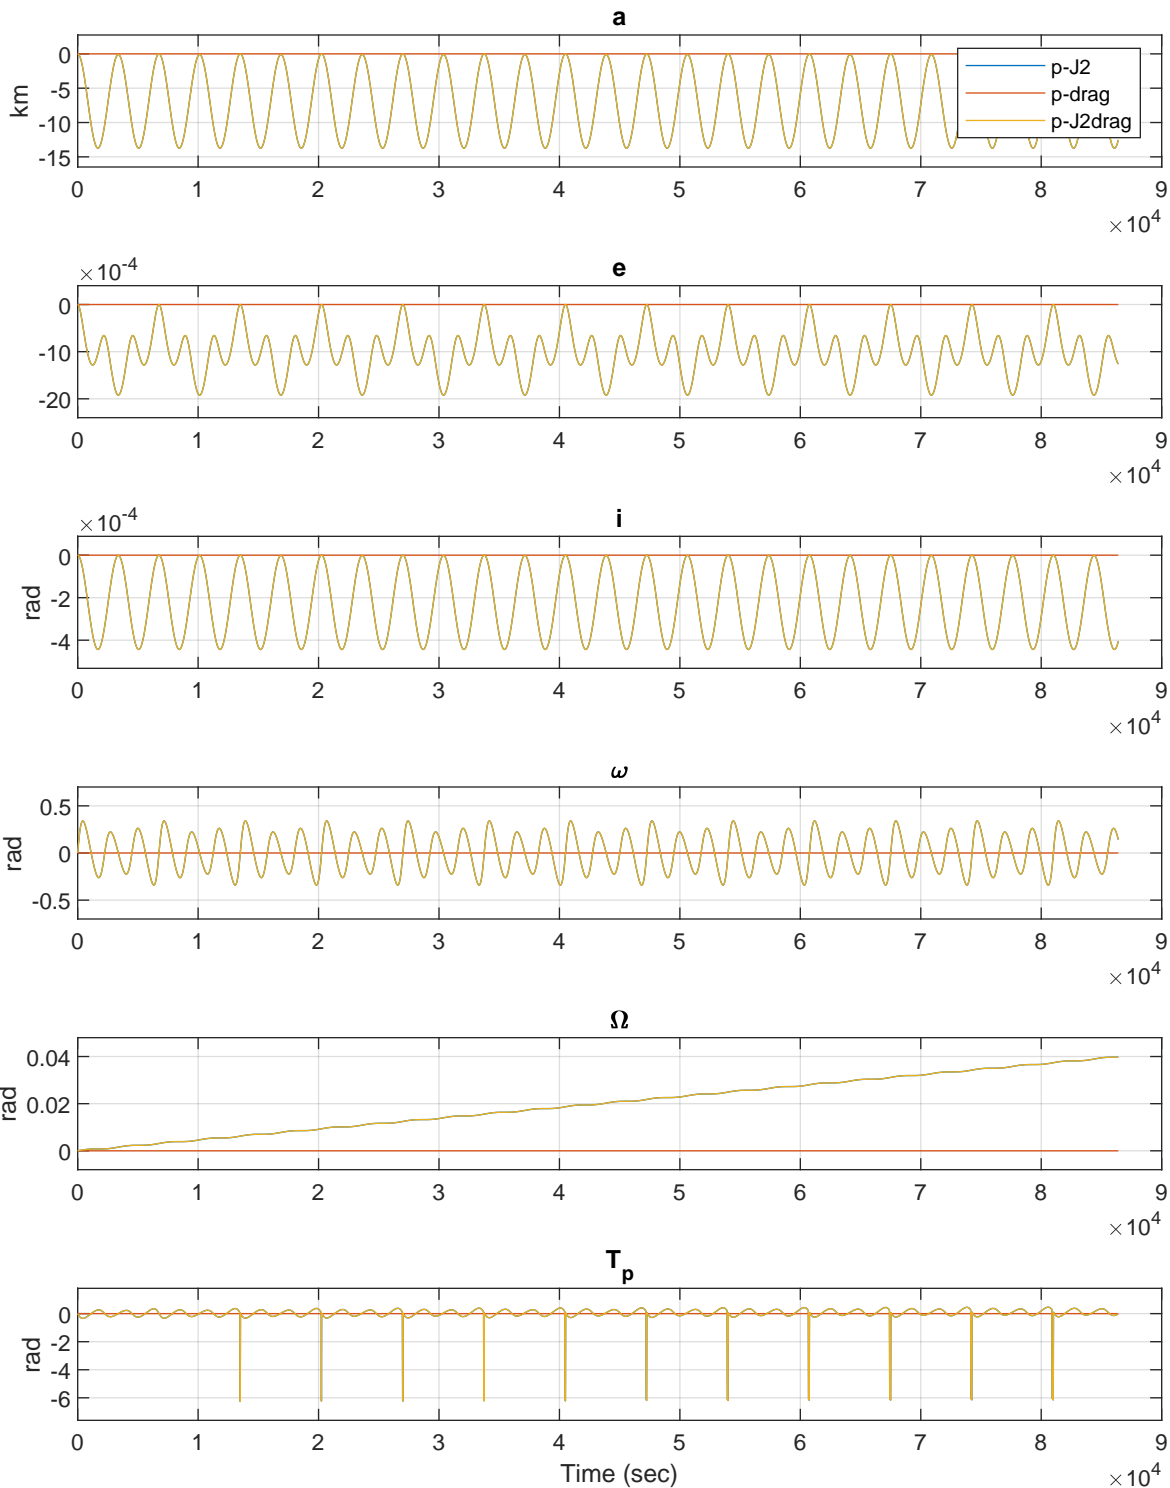 a
km
0
-5
-10
-15
p-J2
p-drag
p-J2drag
0 1 2 3 4 5 6 7 8 9
×10^4
×10^-4
e
0
-10
-20
0 1 2 3 4 5 6 7 8 9
×10^4
×10^-4
i
rad
0
-2
-4
0 1 2 3 4 5 6 7 8 9
×10^4
ω
rad
0.5
0
-0.5
0 1 2 3 4 5 6 7 8 9
×10^4
Ω
rad
0.04
0.02
0
0 1 2 3 4 5 6 7 8 9
×10^4
T_p
rad
0
-2
-4
-6
0 1 2 3 4 5 6 7 8 9
Time (sec)
×10^4